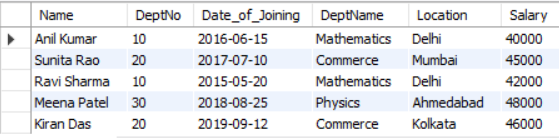 Name DeptNo Date_of_Joining DeptName Location Salary
Anil Kumar 10 2016-06-15 Mathematics Delhi 40000
Sunita Rao 20 2017-07-10 Commerce Mumbai 45000
Ravi Sharma 10 2015-05-20 Mathematics Delhi 42000
Meena Patel 30 2018-08-25 Physics Ahmedabad 48000
Kiran Das 20 2019-09-12 Commerce Kolkata 46000